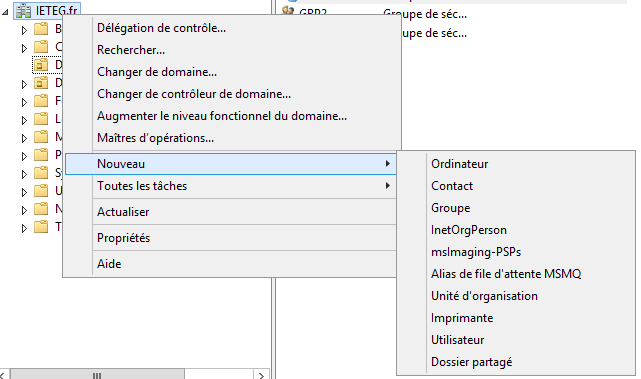 IETEG.fr
B
C
D
D
F
L
M
P
Sy
U
N
T
GRP2 Groupe de séc...
Groupe de séc...
Délégation de contrôle...
Rechercher...
Changer de domaine...
Changer de contrôleur de domaine...
Augmenter le niveau fonctionnel du domaine...
Maîtres d'opérations...
Nouveau
Toutes les tâches
Actualiser
Propriétés
Aide
Ordinateur
Contact
Groupe
InetOrgPerson
msImaging-PSPs
Alias de file d'attente MSMQ
Unité d'organisation
Imprimante
Utilisateur
Dossier partagé